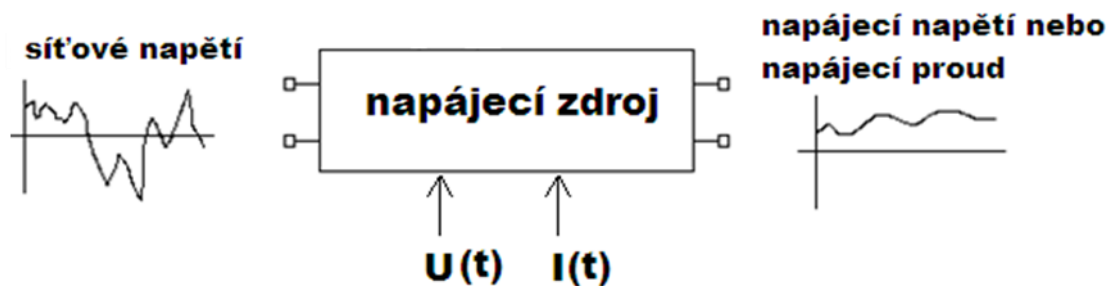 síťové napětí
napájecí zdroj
napájecí napětí nebo
napájecí proud
U(t) I(t)